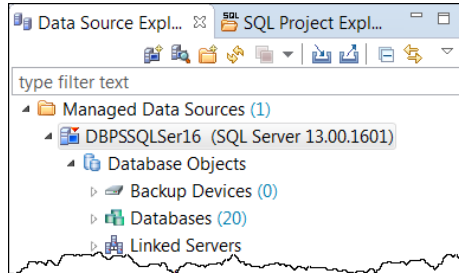 Data Source Expl... SQL SQL Project Expl...
type filter text
Managed Data Sources (1)
DBPSSQLSer16 (SQL Server 13.00.1601)
Database Objects
Backup Devices (0)
Databases (20)
Linked Servers